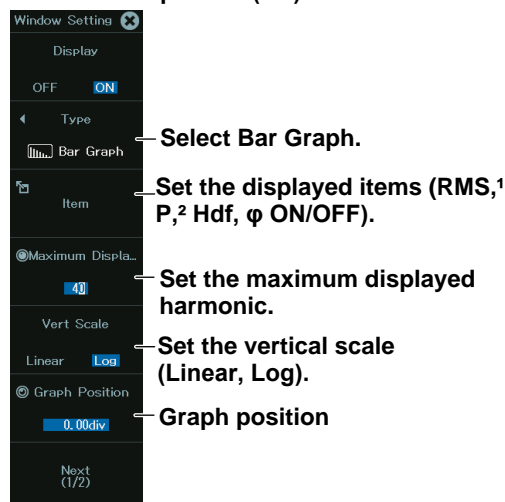 Window Setting
Display
OFF ON
Type
Bar Graph
Select Bar Graph.
Item
Set the displayed items (RMS,¹
P,² Hdf, φ ON/OFF).
Maximum Displa...
40
Set the maximum displayed
harmonic.
Vert Scale
Linear Log
Set the vertical scale
(Linear, Log).
Graph Position
0.00div
Graph position
Next
(1/2)